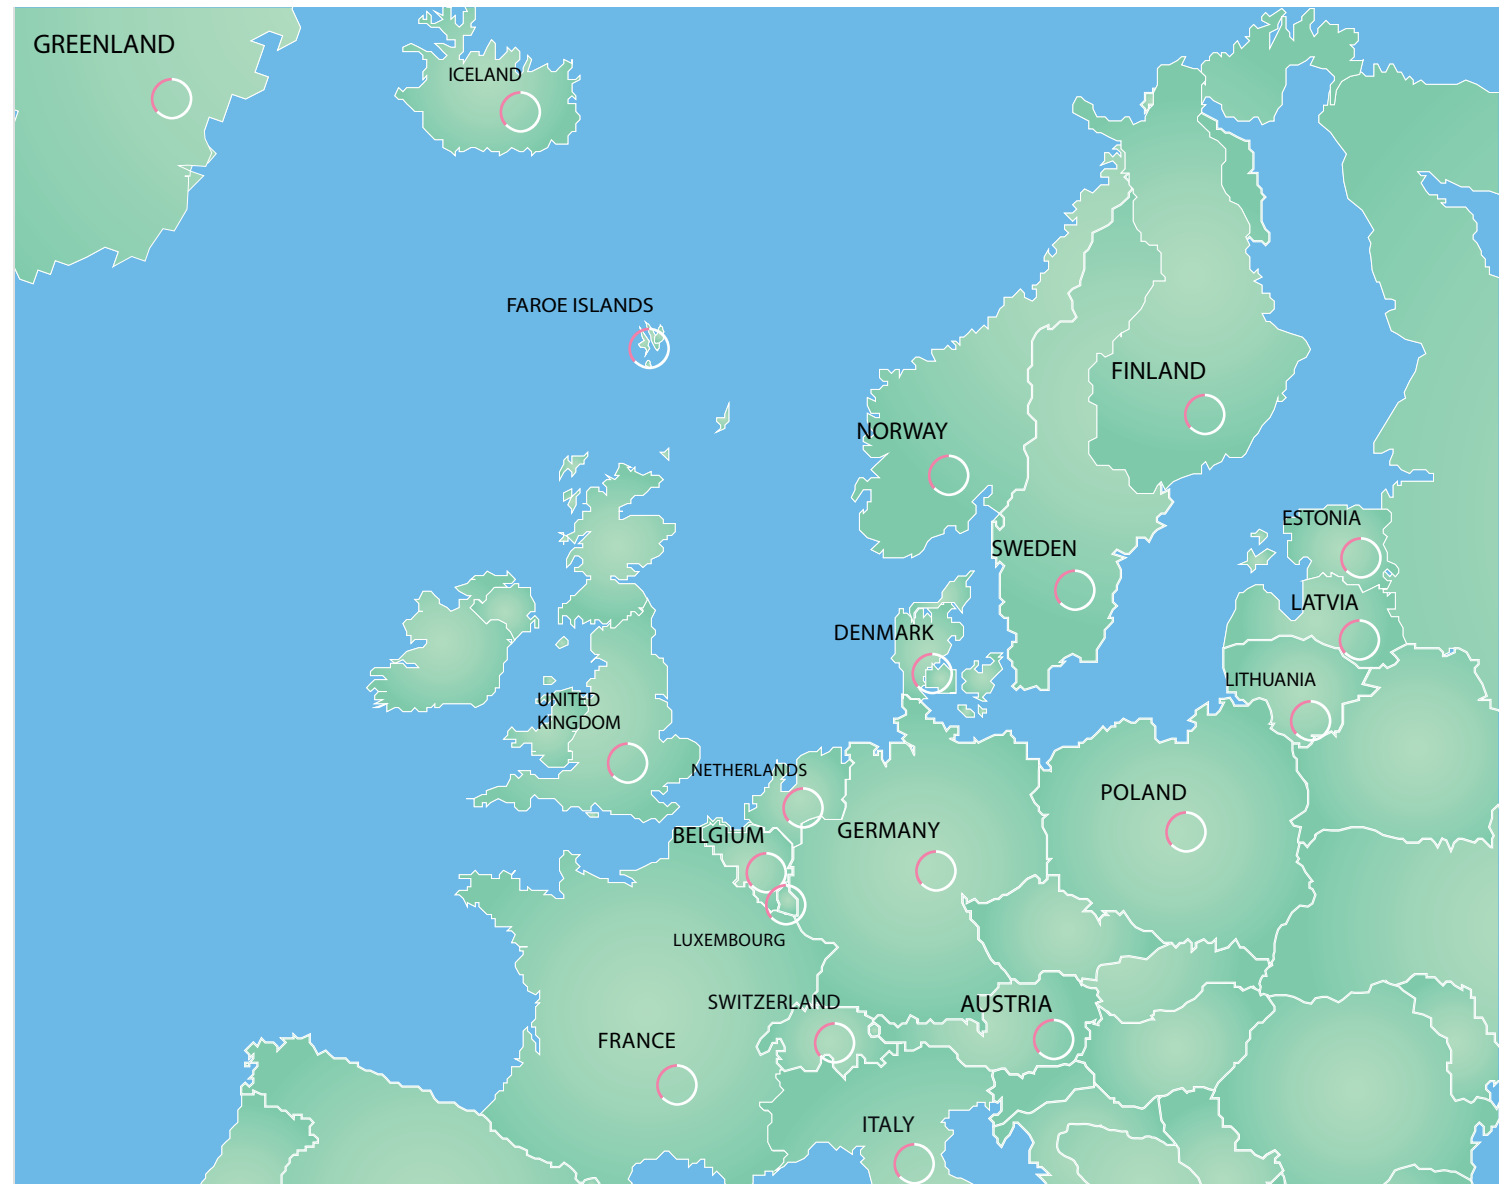 GREENLAND
ICELAND
FAROE ISLANDS
FINLAND
NORWAY
ESTONIA
SWEDEN
LATVIA
DENMARK
LITHUANIA
UNITED
KINGDOM
NETHERLANDS
POLAND
GERMANY
BELGIUM
LUXEMBOURG
SWITZERLAND
AUSTRIA
FRANCE
ITALY